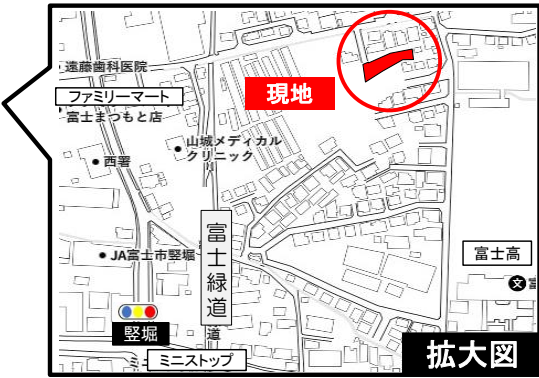 遠藤歯科医院
ファミリーマート
富士まつもと店
現地
山城メディカル
クリニック
西署
JA富士市竪堀
富士緑道
道
富士高
文
富
竪堀
ミニストップ
拡大図